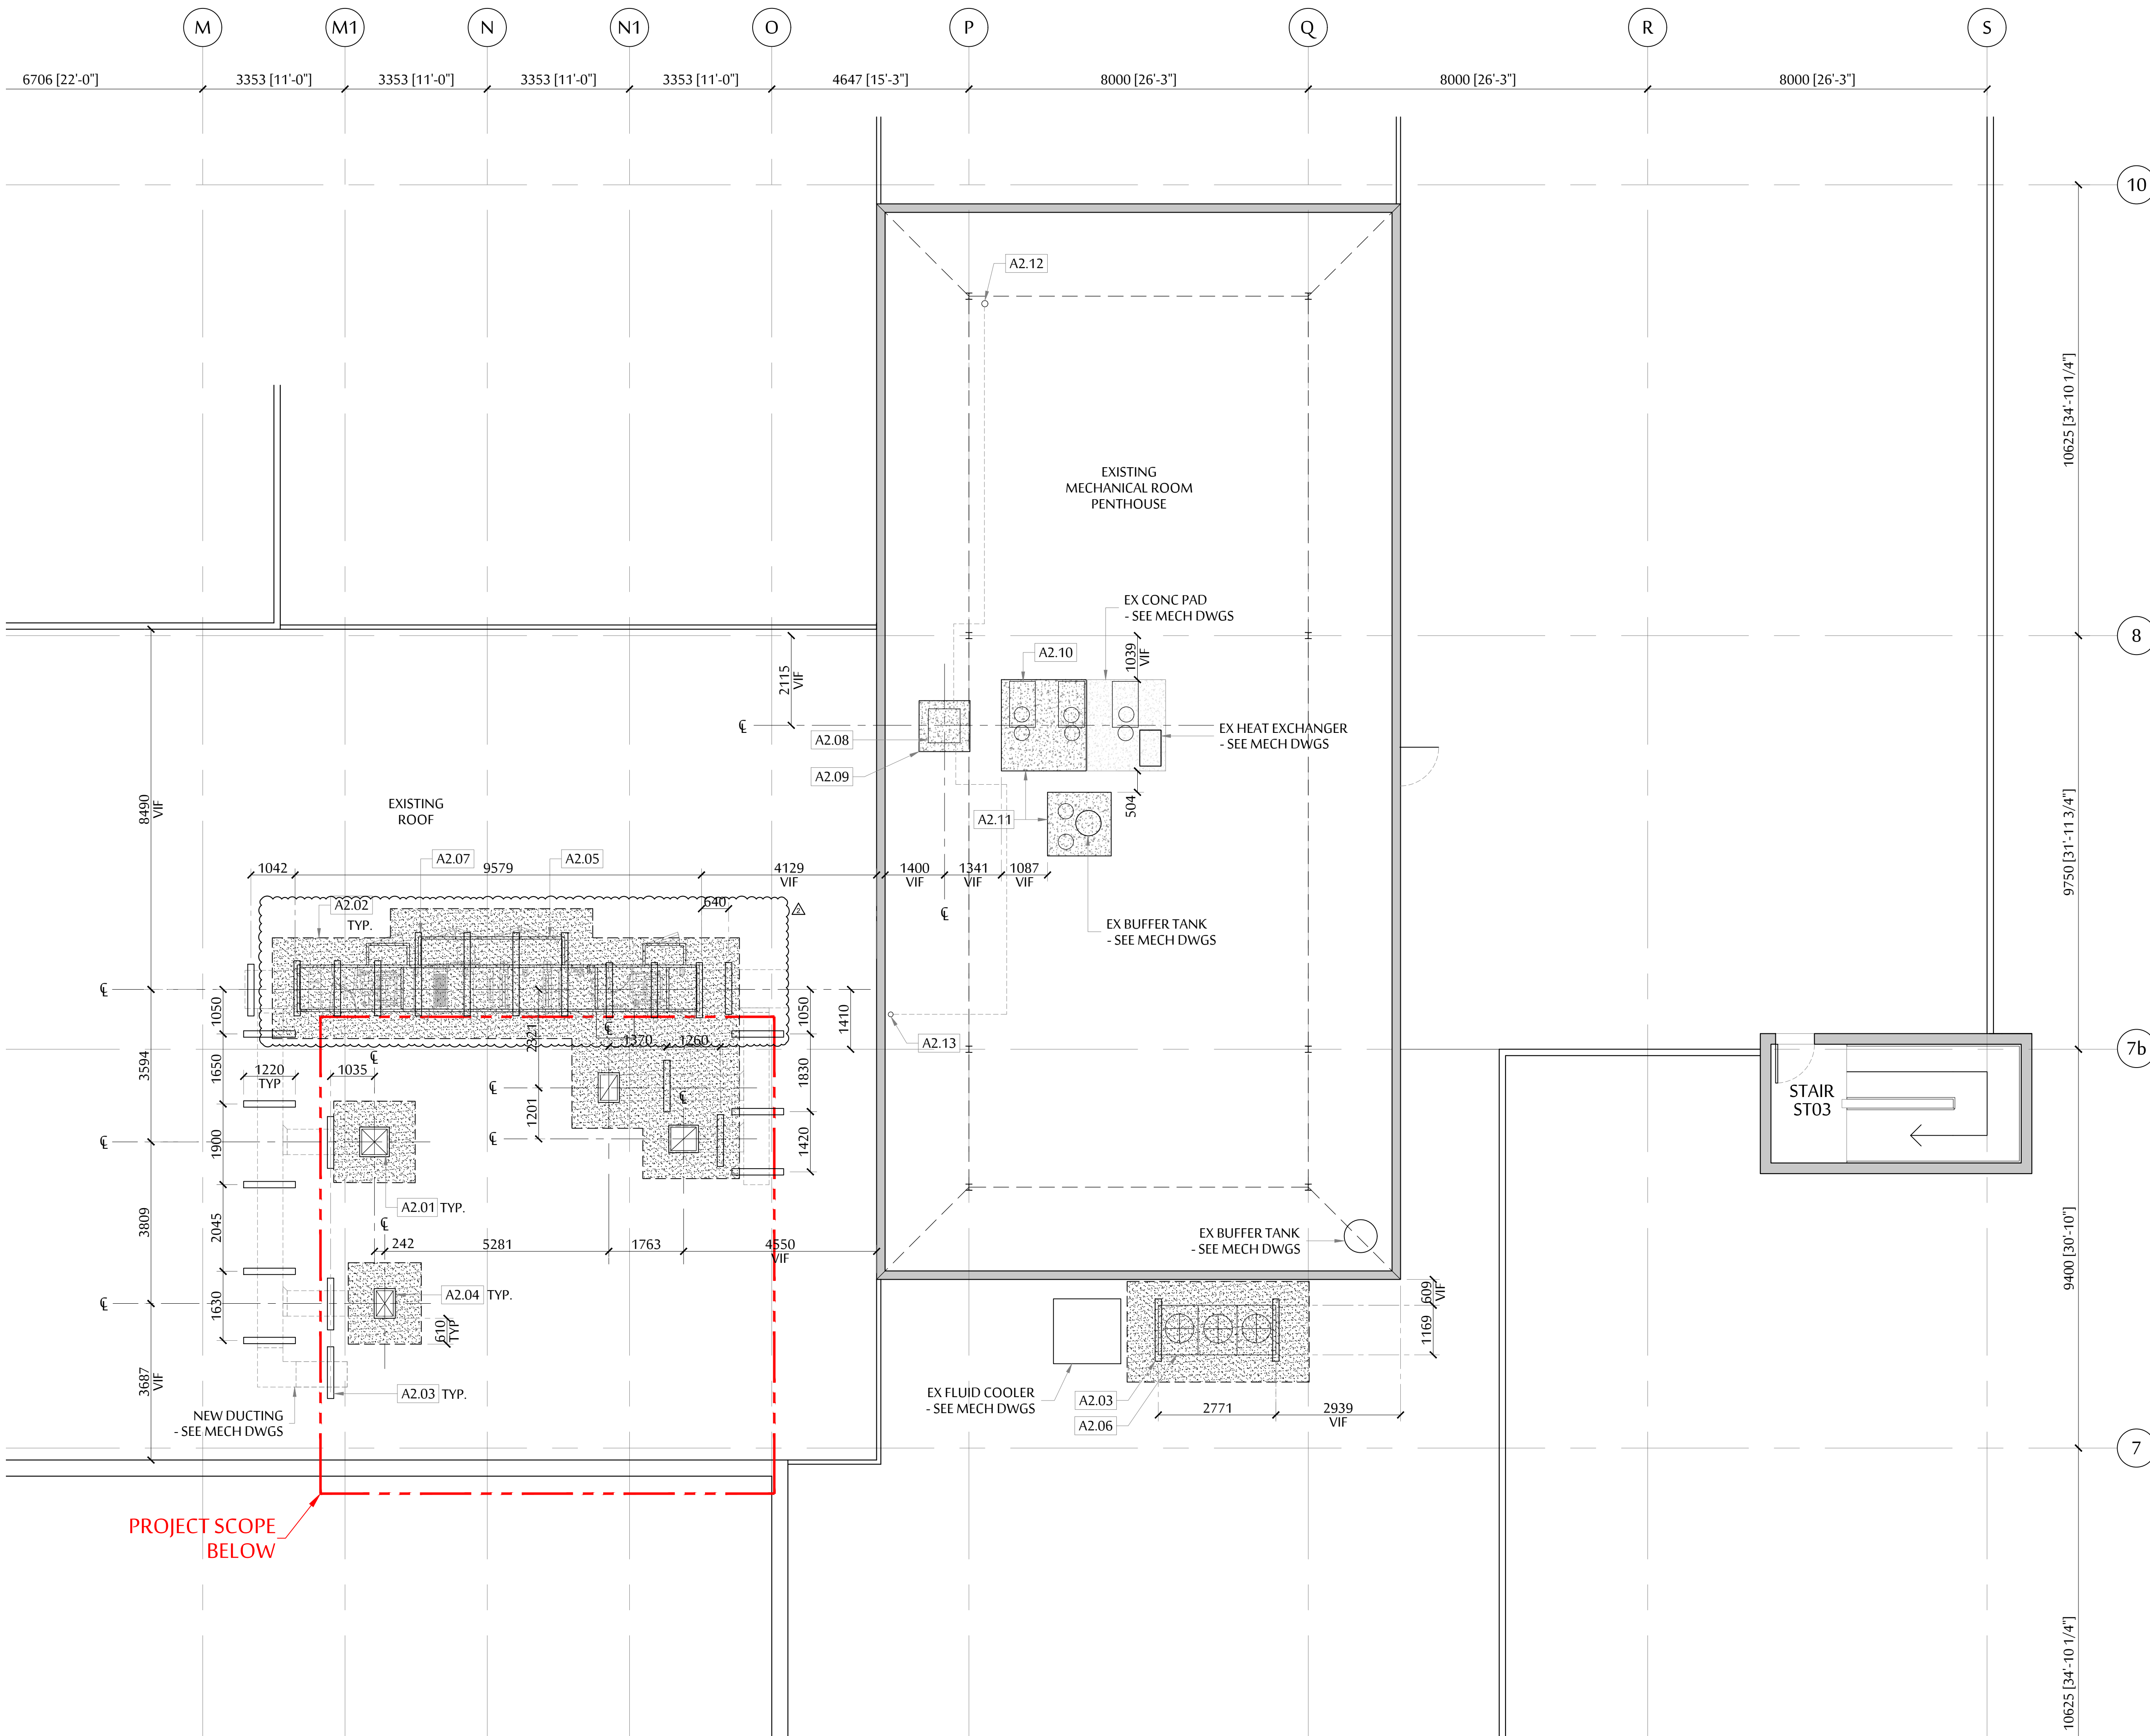 M
M1
N
N1
O
P
Q
R
S
6706 [22'-0"]
3353 [11'-0"]
3353 [11'-0"]
3353 [11'-0"]
3353 [11'-0"]
4647 [15'-3"]
8000 [26'-3"]
8000 [26'-3"]
8000 [26'-3"]
10
A2.12
10625 [34'-10 1/4"]
EXISTING
MECHANICAL ROOM
PENTHOUSE
EX CONC PAD
- SEE MECH DWGS
8
A2.10
1039
VIF
2115
VIF
℄
A2.08
A2.09
EX HEAT EXCHANGER
- SEE MECH DWGS
8490
VIF
EXISTING
ROOF
504
A2.11
9750 [31'-11 3/4"]
A2.07
A2.05
1042
9579
4129
VIF
1400
VIF
1341
VIF
1087
VIF
A2.02
TYP.
640
2
℄
EX BUFFER TANK
- SEE MECH DWGS
℄
1050
2321
℄
1050
1410
A2.13
7b
1370
1260
3594
1650
℄
1220
TYP
1035
℄
℄
1830
STAIR
ST03
1201
℄
℄
1900
1420
A2.01
TYP.
℄
3809
2045
242
5281
1763
4550
VIF
EX BUFFER TANK
- SEE MECH DWGS
9400 [30'-10"]
℄
1630
A2.04
TYP.
610
TYP
609
VIF
1169
3687
VIF
A2.03
TYP.
NEW DUCTING
- SEE MECH DWGS
EX FLUID COOLER
- SEE MECH DWGS
A2.03
A2.06
2771
2939
VIF
7
PROJECT SCOPE
BELOW
10625 [34'-10 1/4"]